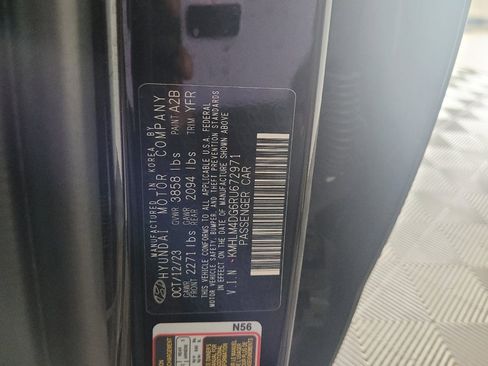 MANUFACTURED IN KOREA BY
HYUNDAI MOTOR COMPANY
OCT/12/23 GVWR 3858 lbs PAINT A2B
GAWR FRONT 2271 lbs GAWR REAR 2094 lbs TRIM YFR
THIS VEHICLE CONFORMS TO ALL APPLICABLE U.S.A. FEDERAL
MOTOR VEHICLE SAFETY, BUMPER, AND THEFT PREVENTION STANDARDS
IN EFFECT ON THE DATE OF MANUFACTURE SHOWN ABOVE
V.I.N :KMHLM4DG6RU672971
PASSENGER CAR
N56